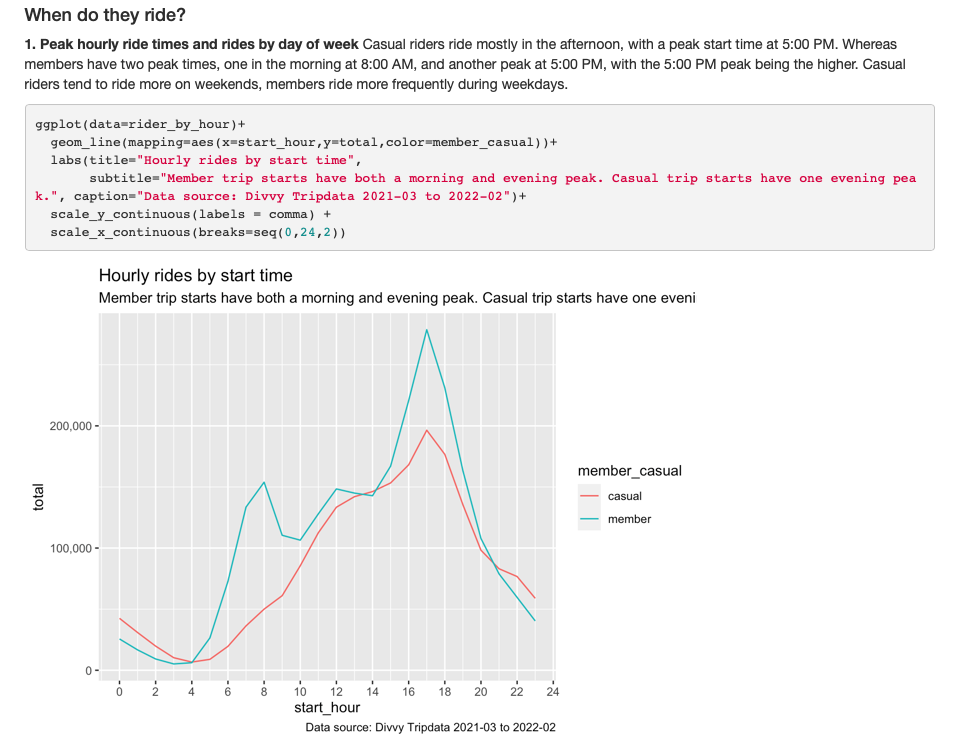 When do they ride?
1. Peak hourly ride times and rides by day of week Casual riders ride mostly in the afternoon, with a peak start time at 5:00 PM. Whereas
members have two peak times, one in the morning at 8:00 AM, and another peak at 5:00 PM, with the 5:00 PM peak being the higher. Casual
riders tend to ride more on weekends, members ride more frequently during weekdays.
ggplot(data=rider_by_hour)+
  geom_line(mapping=aes(x=start_hour,y=total,color=member_casual))+
  labs(title="Hourly rides by start time",
       subtitle="Member trip starts have both a morning and evening peak. Casual trip starts have one evening pea
k.", caption="Data source: Divvy Tripdata 2021-03 to 2022-02")+
  scale_y_continuous(labels = comma) +
  scale_x_continuous(breaks=seq(0,24,2))
Hourly rides by start time
Member trip starts have both a morning and evening peak. Casual trip starts have one eveni
200,000
100,000
0
total
member_casual
casual
member
0 2 4 6 8 10 12 14 16 18 20 22 24
start_hour
Data source: Divvy Tripdata 2021-03 to 2022-02